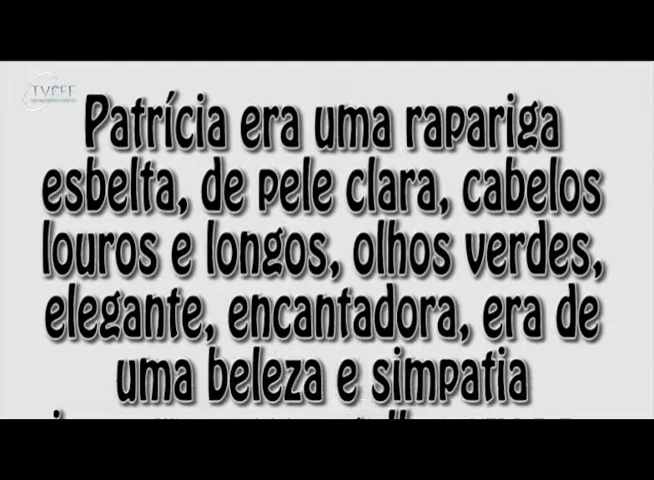 TVCFF
Patrícia era uma rapariga
esbelta, de pele clara, cabelos
louros e longos, olhos verdes,
elegante, encantadora, era de
uma beleza e simpatia